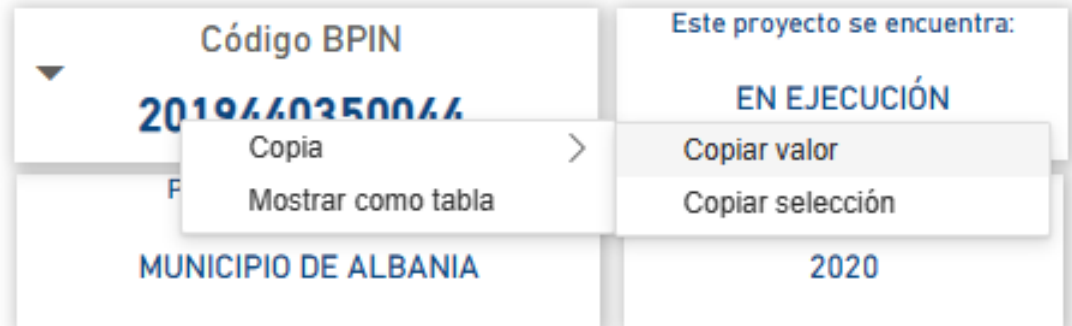 Código BPIN
2019440350044
Este proyecto se encuentra:
EN EJECUCIÓN
Copia
Mostrar como tabla
Copiar valor
Copiar selección
MUNICIPIO DE ALBANIA
2020